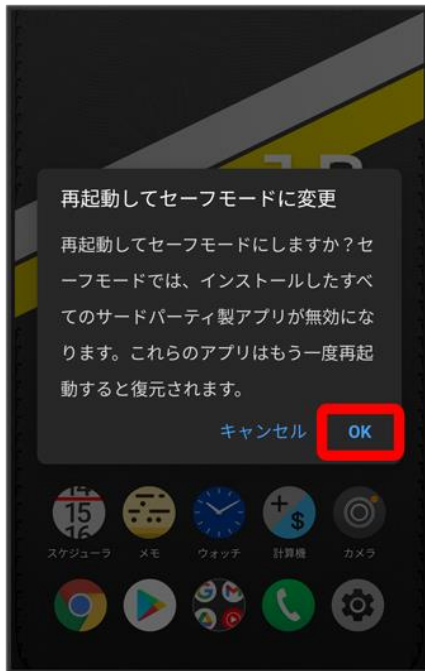 再起動してセーフモードに変更
再起動してセーフモードにしますか？セ
ーフモードでは、インストールしたすべ
てのサードパーティ製アプリが無効にな
ります。これらのアプリはもう一度再起
動すると復元されます。
キャンセル OK
14
15
16
スケジューラ メモ ウォッチ 計算機 カメラ